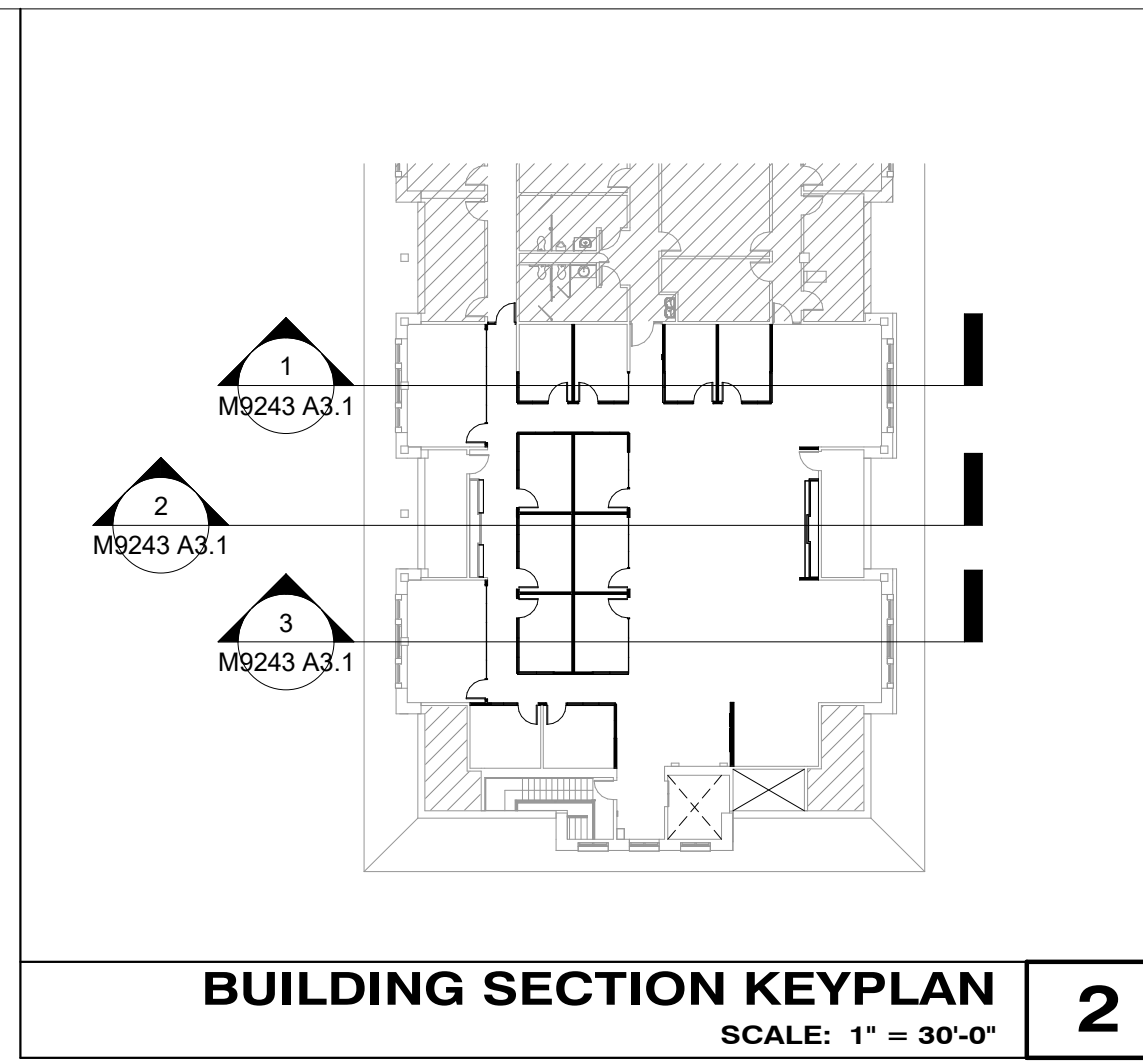 1
M9243 A3.1
2
M9243 A3.1
3
M9243 A3.1
BUILDING SECTION KEYPLAN
SCALE: 1" = 30'-0"
2